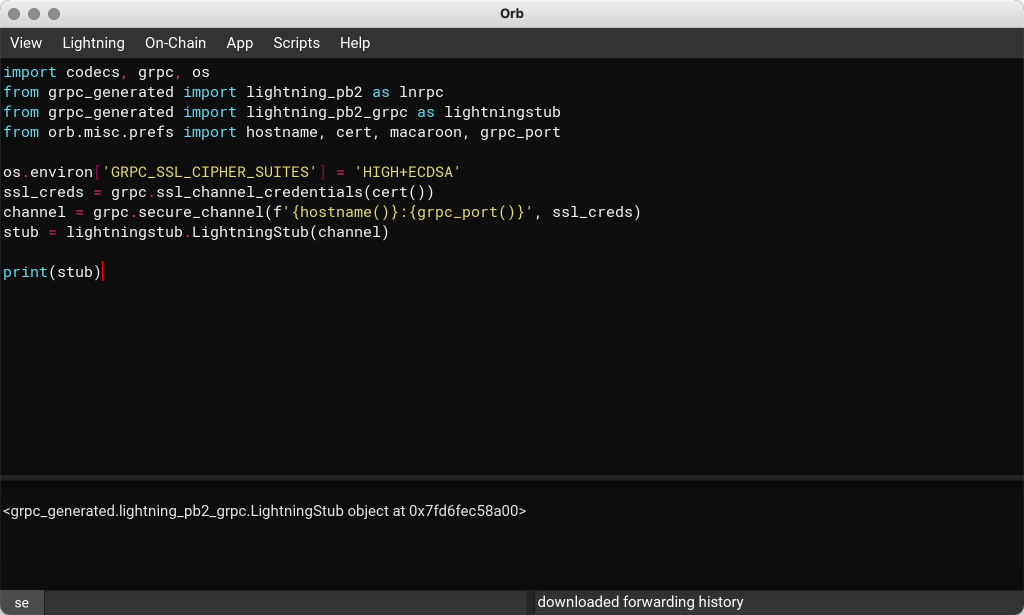 Orb
View Lightning On-Chain App Scripts Help
import codecs, grpc, os
from grpc_generated import lightning_pb2 as lnrpc
from grpc_generated import lightning_pb2_grpc as lightningstub
from orb.misc.prefs import hostname, cert, macaroon, grpc_port
os.environ['GRPC_SSL_CIPHER_SUITES'] = 'HIGH+ECDSA'
ssl_creds = grpc.ssl_channel_credentials(cert())
channel = grpc.secure_channel(f'{hostname()}:{grpc_port()}', ssl_creds)
stub = lightningstub.LightningStub(channel)
print(stub)
<grpc_generated.lightning_pb2_grpc.LightningStub object at 0x7fd6fec58a00>
se downloaded forwarding history